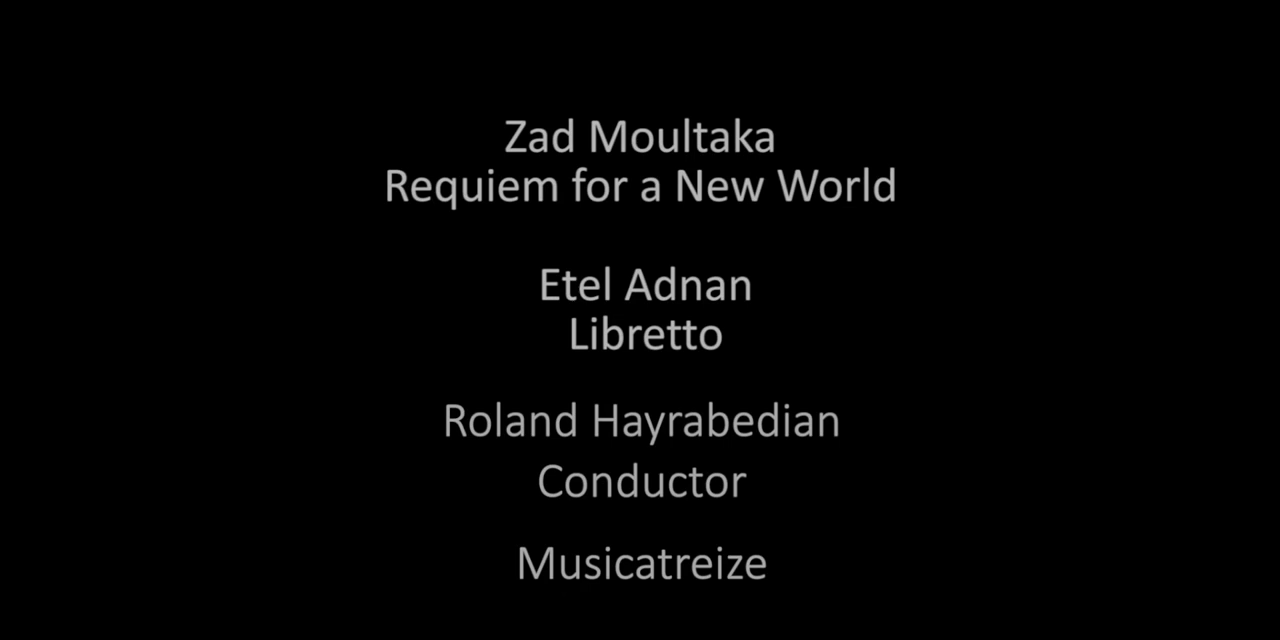 Zad Moultaka
Requiem for a New World
Etel Adnan
Libretto
Roland Hayrabedian
Conductor
Musicatreize